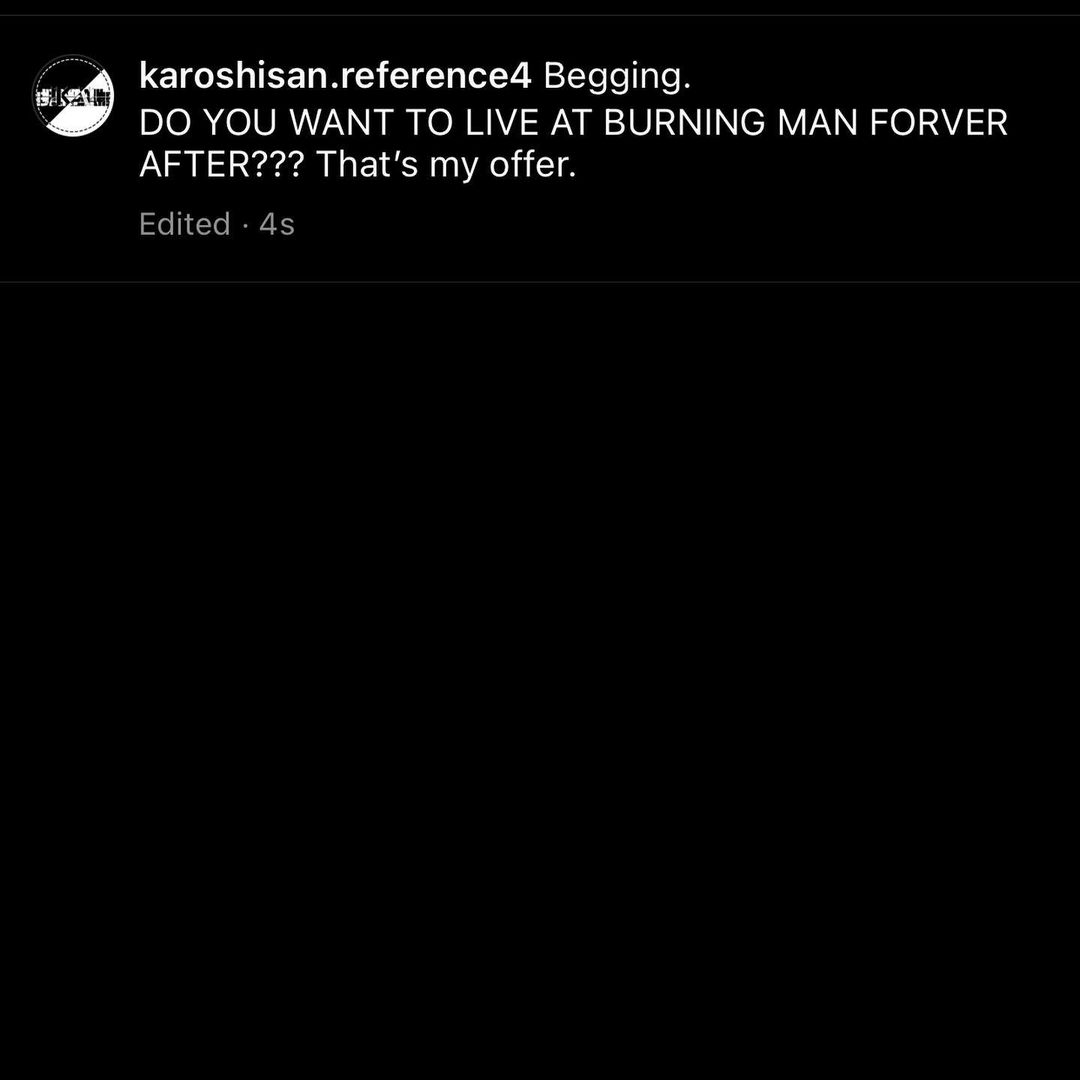 karoshisan.reference4 Begging.
DO YOU WANT TO LIVE AT BURNING MAN FORVER
AFTER??? That’s my offer.
Edited · 4s